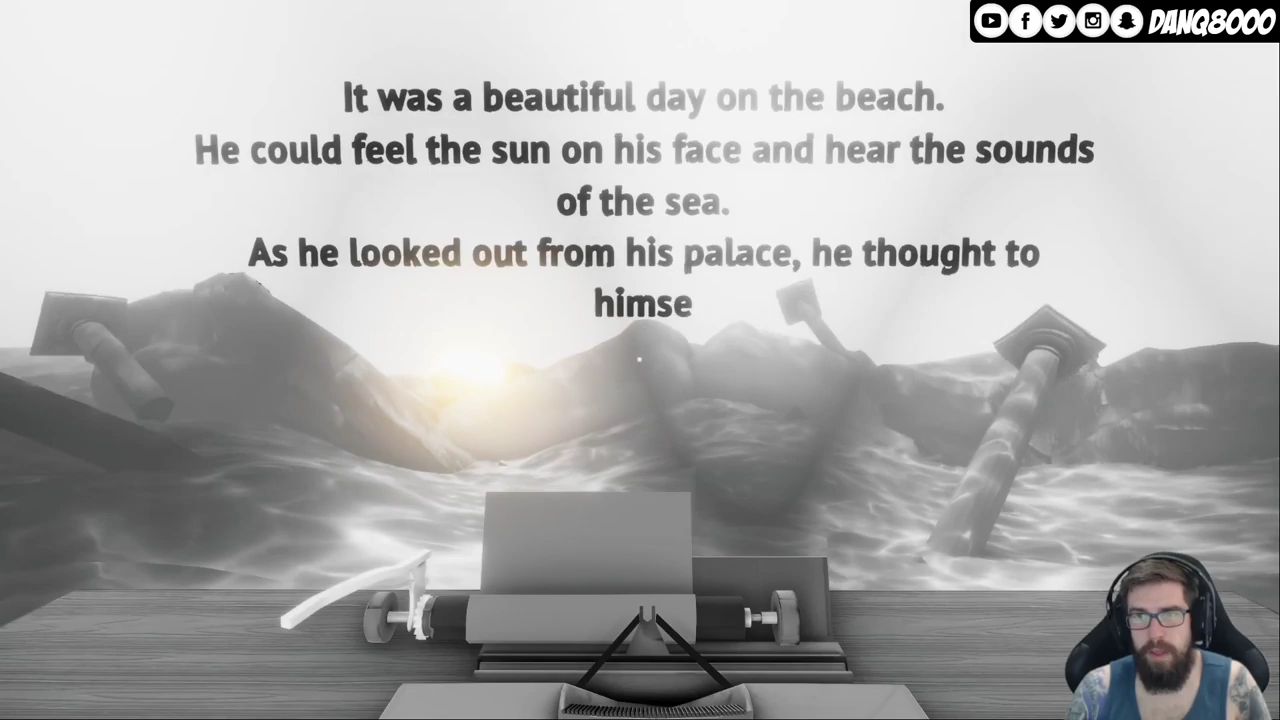 DANQ8000
It was a beautiful day on the beach.
He could feel the sun on his face and hear the sounds
of the sea.
As he looked out from his palace, he thought to
himse